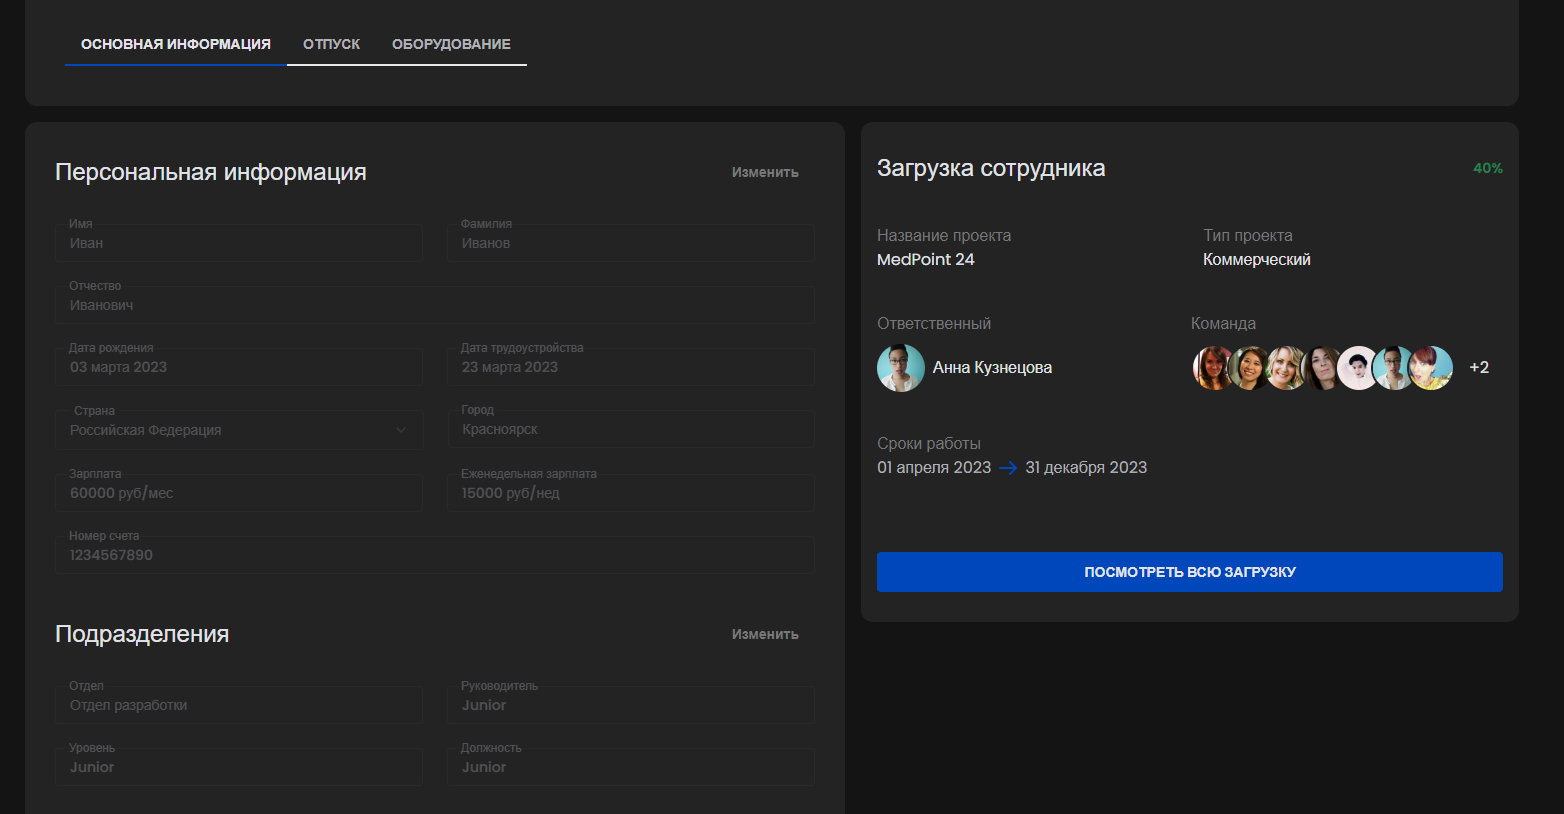 ОСНОВНАЯ ИНФОРМАЦИЯ ОТПУСК ОБОРУДОВАНИЕ
Персональная информация
Изменить
Имя
Иван
Фамилия
Иванов
Отчество
Иванович
Дата рождения
03 марта 2023
Дата трудоустройства
23 марта 2023
Страна
Российская Федерация
Город
Красноярск
Зарплата
60000 руб/мес
Еженедельная зарплата
15000 руб/нед
Номер счета
1234567890
Подразделения
Изменить
Отдел
Отдел разработки
Руководитель
Junior
Уровень
Junior
Должность
Junior
Загрузка сотрудника
40%
Название проекта
MedPoint 24
Тип проекта
Коммерческий
Ответственный
Анна Кузнецова
Команда
+2
Сроки работы
01 апреля 2023 → 31 декабря 2023
ПОСМОТРЕТЬ ВСЮ ЗАГРУЗКУ